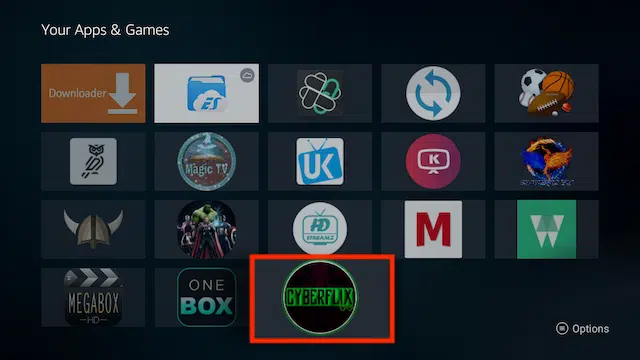 Your Apps & Games
Downloader
ES
Magic TV
UK
K
HD
STREAMZ
M
W
MEGABOX
HD
ONE
BOX
CYBERFLIX
Options